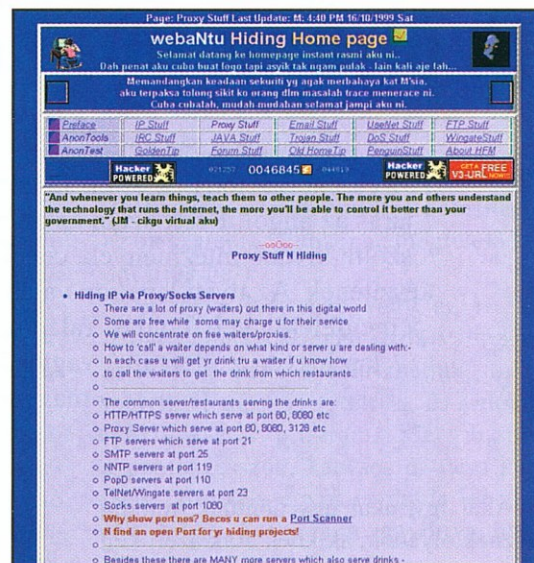 Page: Proxy Stuff Last Update: M: 4:40 PM 16/10/1999 Sat
webaNtu Hiding Home page
Selamat datang ke homepage instant rasmi aku ni..
Dah penat aku cuba buat logo tapi asyik tak ngam pulak - lain kali aje lah...
Memandangkan keadaan sekuriti yg agak merbahaya kat M'sia.
aku terpaksa tolong sikit ko orang dlm masalah trace menerace ni.
Cuba cubalah, mudah mudahan selamat jampi aku ni.
Preface IP Stuff Proxy Stuff Email Stuff UseNet Stuff FTP Stuff
AnonTools IRC Stuff JAVA Stuff Trojan Stuff DoS Stuff WingateStuff
AnonTest GoldenTip Forum Stuff Old HomeTip PenguinStuff About HFM
Hacker POWERED 0046845 Hacker POWERED GET A FREE V3-URL NOW!
"And whenever you learn things, teach them to other people. The more you and others understand
the technology that runs the Internet, the more you'll be able to control it better than your
government." (JM - cikgu virtual aku)
--ooOoo--
Proxy Stuff N Hiding
• Hiding IP via Proxy/Socks Servers
o There are a lot of proxy (waiters) out there in this digital world
o Some are free while some may charge u for their service
o We will concentrate on free waiters/proxies.
o How to 'call' a waiter depends on what kind or server u are dealing with:-
o In each case u will get yr drink tru a waiter if u know how
o to call the waiters to get the drink from which restaurants.
o
o The common server/restaurants serving the drinks are:
o HTTP/HTTPS server which serve at port 80, 8080 etc
o Proxy Server which serve at port 80, 8080, 3128 etc
o FTP servers which serve at port 21
o SMTP servers at port 25
o NNTP servers at port 119
o PopD servers at port 110
o TelNet/Wingate servers at port 23
o Socks servers at port 1080
o Why show port nos? Becos u can run a Port Scanner
o N find an open Port for yr hiding projects!
o
o Besides these there are MANY more servers which also serve drinks -